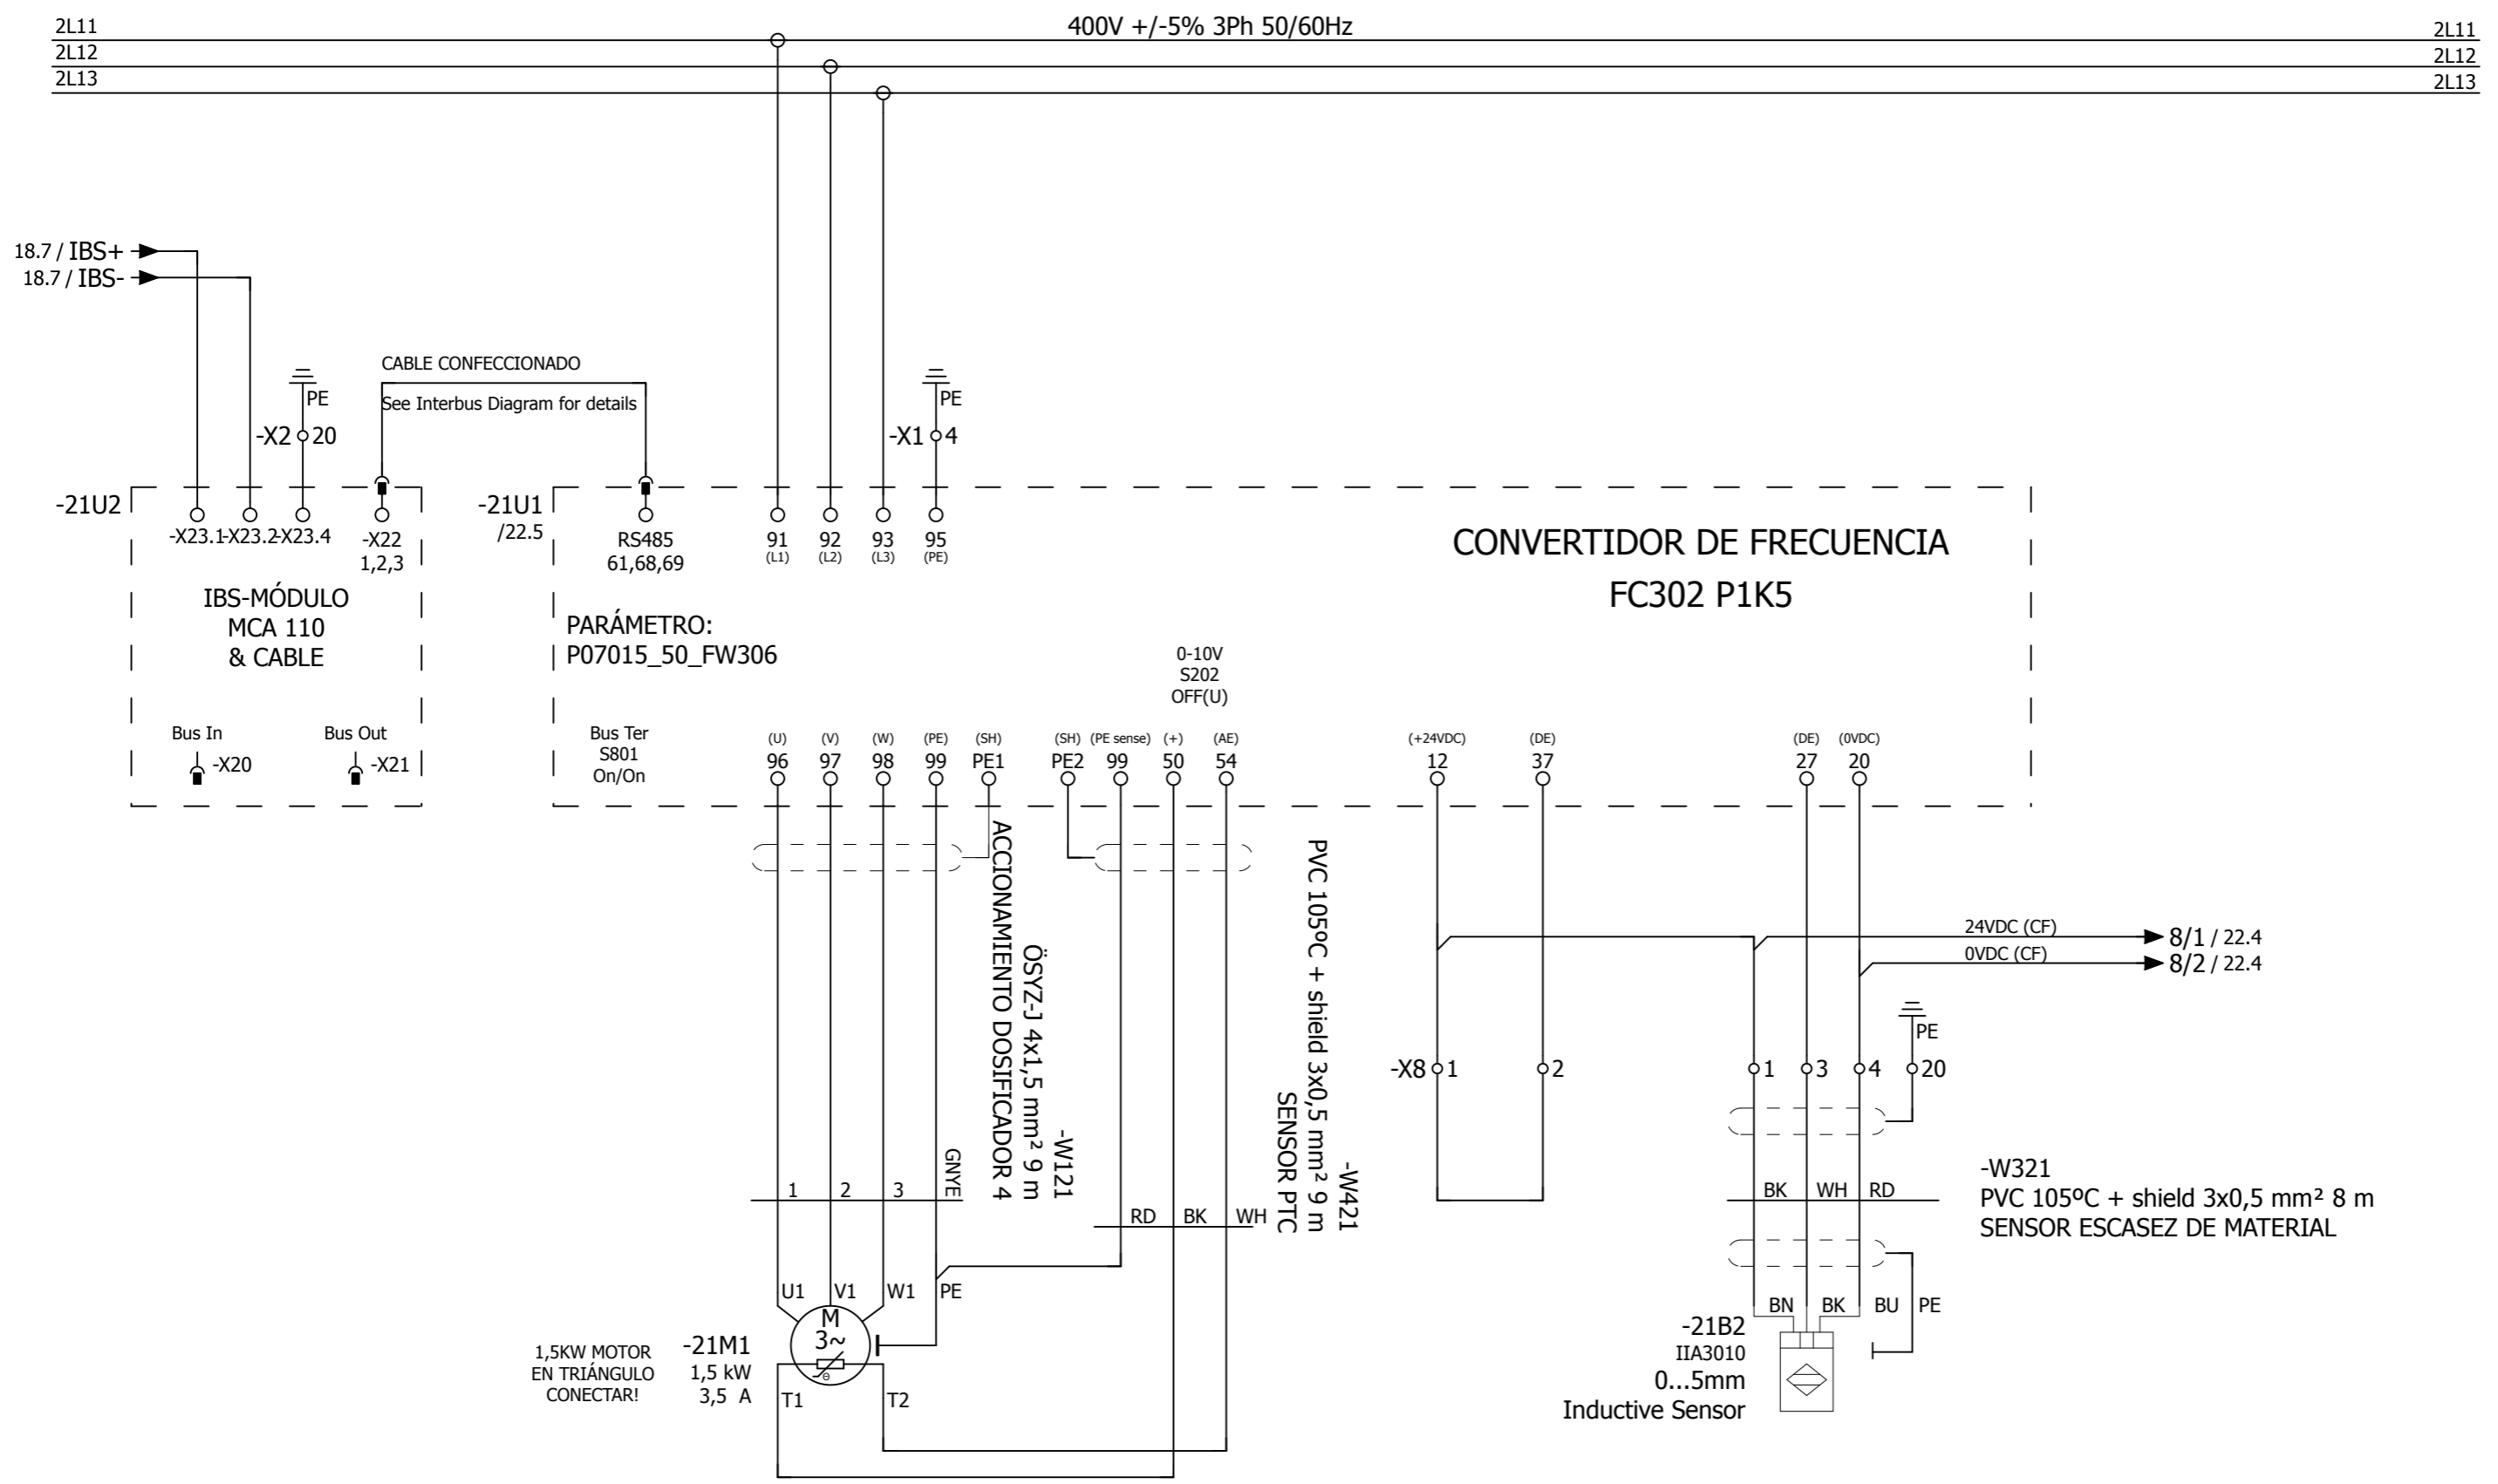 400V +/-5% 3Ph 50/60Hz
2L11
2L11
2L12
2L12
2L13
2L13
18.7 / IBS+
18.7 / IBS-
CABLE CONFECCIONADO
See Interbus Diagram for details
PE
-X2 20
PE
-X1 4
-21U2
-X23.1
-X23.2
-X23.4
-X22
1,2,3
IBS-MÓDULO
MCA 110
& CABLE
Bus In
-X20
Bus Out
-X21
-21U1
/22.5
RS485
61,68,69
91
(L1)
92
(L2)
93
(L3)
95
(PE)
CONVERTIDOR DE FRECUENCIA
FC302 P1K5
PARÁMETRO:
P07015_50_FW306
0-10V
S202
OFF(U)
Bus Ter
S801
On/On
(U)
96
(V)
97
(W)
98
(PE)
99
(SH)
PE1
(SH)
PE2
(PE sense)
99
(+)
50
(AE)
54
(+24VDC)
12
(DE)
37
(DE)
27
(0VDC)
20
-W121
ÖSYZ-J 4x1,5 mm² 9 m
ACCIONAMIENTO DOSIFICADOR 4
-W421
PVC 105ºC + shield 3x0,5 mm² 9 m
SENSOR PTC
24VDC (CF)
8/1 / 22.4
0VDC (CF)
8/2 / 22.4
PE
-X8 1
2
1
3
4
20
1
2
3
GNYE
RD
BK
WH
BK
WH
RD
-W321
PVC 105ºC + shield 3x0,5 mm² 8 m
SENSOR ESCASEZ DE MATERIAL
U1
V1
W1
PE
M
3~
ϴ
T1
T2
1,5KW MOTOR
EN TRIÁNGULO
CONECTAR!
-21M1
1,5 kW
3,5 A
BN
BK
BU
PE
-21B2
IIA3010
0...5mm
Inductive Sensor